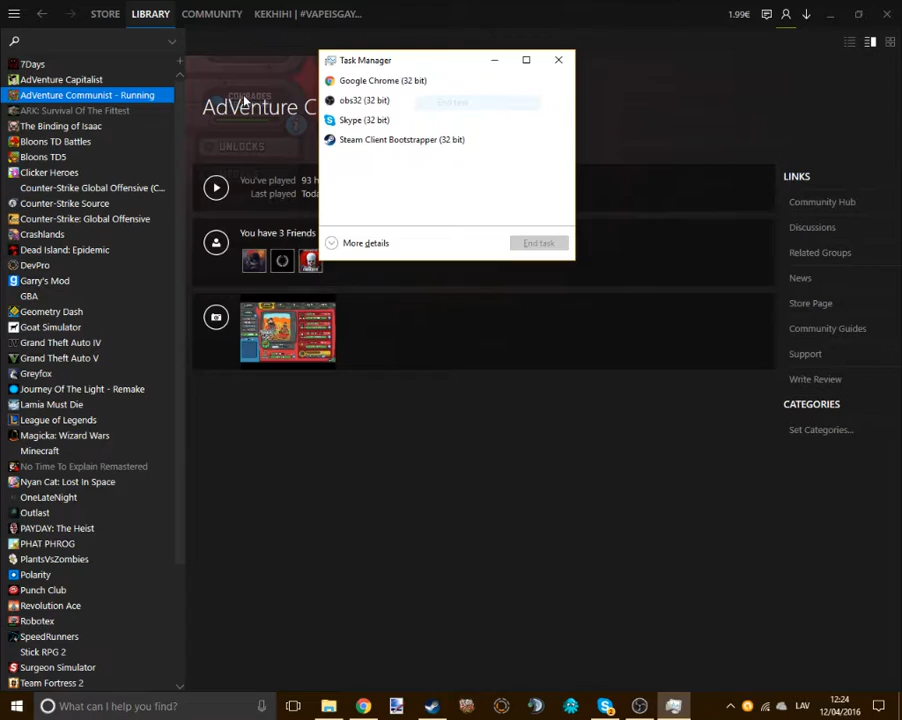 STORE LIBRARY COMMUNITY KEKHIHI | #VAPEISGAY... 1.99€
7Days
AdVenture Capitalist
AdVenture Communist - Running
ARK: Survival Of The Fittest
The Binding of Isaac
Bloons TD Battles
Bloons TD5
Clicker Heroes
Counter-Strike Global Offensive (C...
Counter-Strike Source
Counter-Strike: Global Offensive
Crashlands
Dead Island: Epidemic
DevPro
Garry's Mod
GBA
Geometry Dash
Goat Simulator
Grand Theft Auto IV
Grand Theft Auto V
Greyfox
Journey Of The Light - Remake
Lamia Must Die
League of Legends
Magicka: Wizard Wars
Minecraft
No Time To Explain Remastered
Nyan Cat: Lost In Space
OneLateNight
Outlast
PAYDAY: The Heist
PHAT PHROG
PlantsVsZombies
Polarity
Punch Club
Revolution Ace
Robotex
SpeedRunners
Stick RPG 2
Surgeon Simulator
Team Fortress 2
COMRADES
AdVenture C
UNLOCKS
You've played 93 h
Last played Toda
You have 3 Friends
Task Manager
Google Chrome (32 bit)
obs32 (32 bit)
End task
Skype (32 bit)
Steam Client Bootstrapper (32 bit)
More details
End task
LINKS
Community Hub
Discussions
Related Groups
News
Store Page
Community Guides
Support
Write Review
CATEGORIES
Set Categories...
What can I help you find?
LAV
12:24
12/04/2016